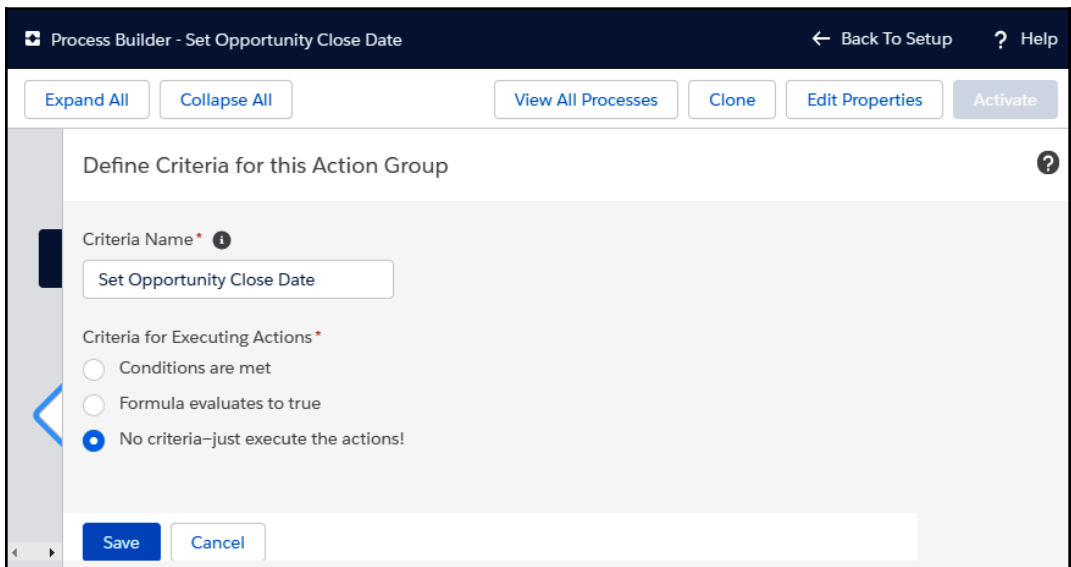 Process Builder - Set Opportunity Close Date
← Back To Setup
? Help
Expand All
Collapse All
View All Processes
Clone
Edit Properties
Activate
Define Criteria for this Action Group
Criteria Name*
Set Opportunity Close Date
Criteria for Executing Actions*
Conditions are met
Formula evaluates to true
No criteria—just execute the actions!
Save
Cancel